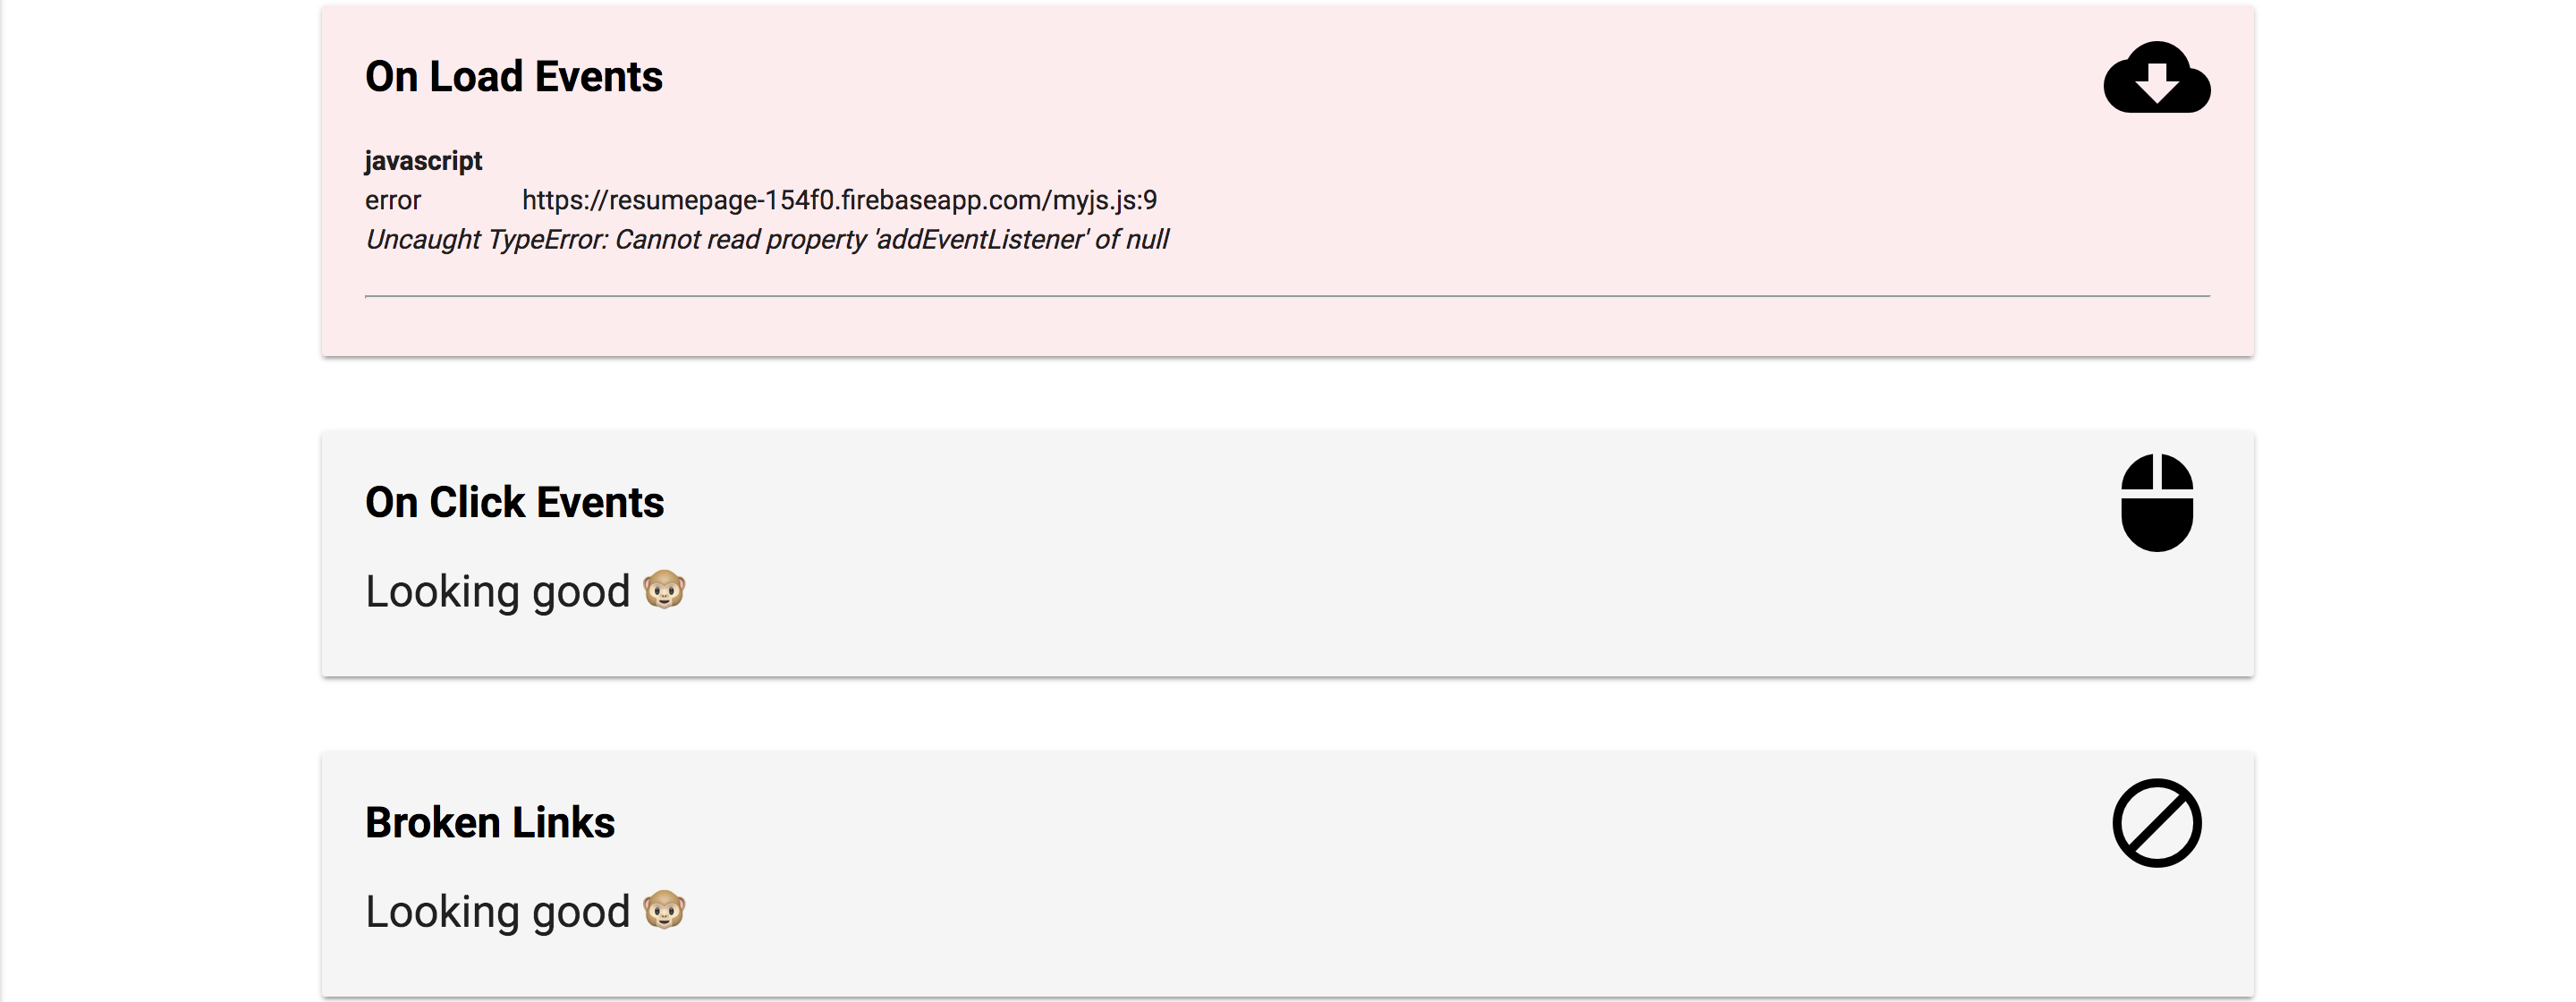 On Load Events
javascript
error https://resumepage-154f0.firebaseapp.com/myjs.js:9
Uncaught TypeError: Cannot read property 'addEventListener' of null
On Click Events
Looking good 🐵
Broken Links
Looking good 🐵